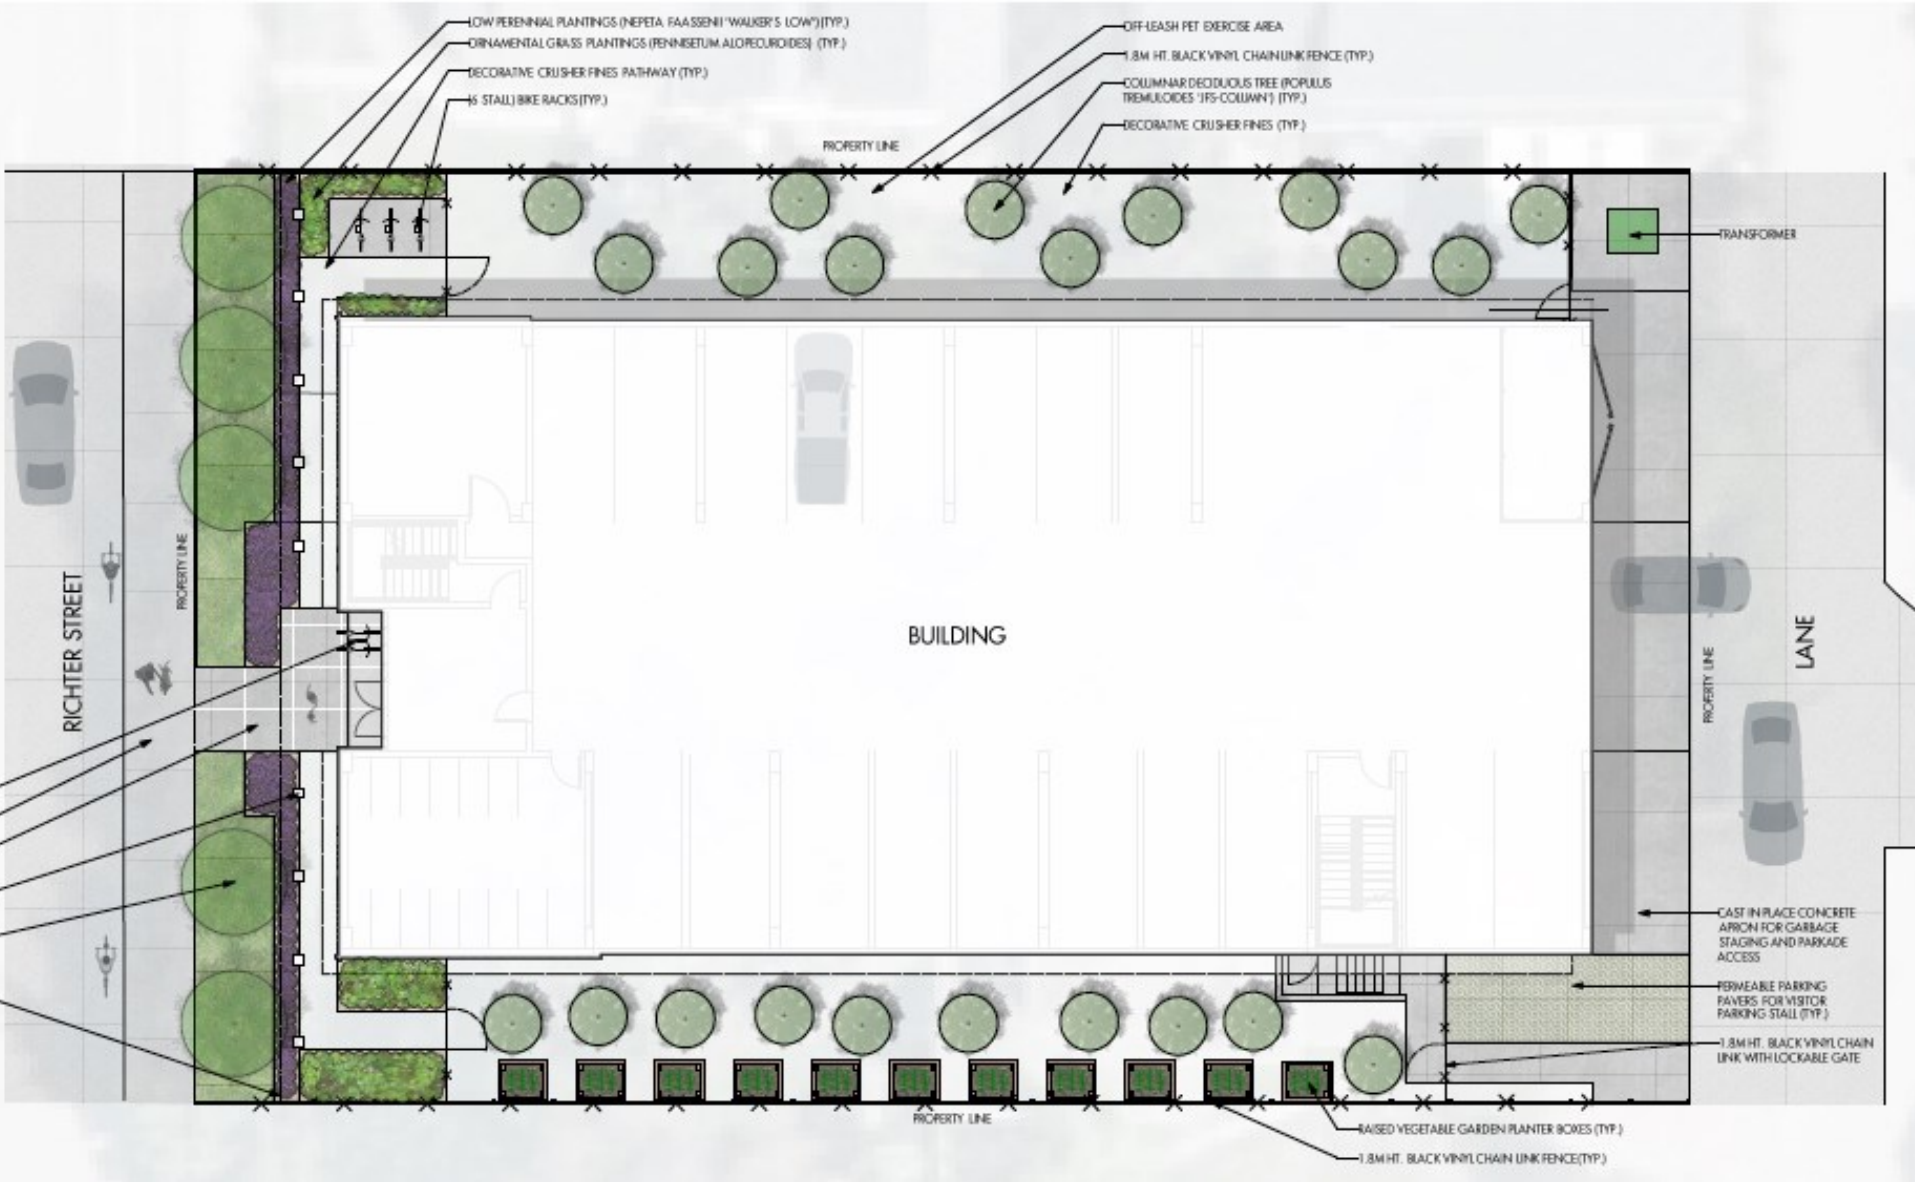 LOW PERENNIAL PLANTINGS (NEPETA FAASSENII 'WALKER'S LOW')(TYP.)
ORNAMENTAL GRASS PLANTINGS (PENNISETUM ALOPECUROIDES) (TYP.)
DECORATIVE CRUSHER FINES PATHWAY (TYP.)
(6 STALL) BIKE RACKS (TYP.)
OFF-LEASH PET EXERCISE AREA
1.8M HT. BLACK VINYL CHAIN LINK FENCE (TYP.)
COLUMNAR DECIDUOUS TREE (POPULUS
TREMULOIDES 'JFS-COLUMN') (TYP.)
DECORATIVE CRUSHER FINES (TYP.)
PROPERTY LINE
TRANSFORMER
RICHTER STREET
PROPERTY LINE
BUILDING
PROPERTY LINE
LANE
CAST IN PLACE CONCRETE
APRON FOR GARBAGE
STAGING AND PARKADE
ACCESS
PERMEABLE PARKING
PAVERS FOR VISITOR
PARKING STALL (TYP.)
1.8M HT. BLACK VINYL CHAIN
LINK WITH LOCKABLE GATE
PROPERTY LINE
RAISED VEGETABLE GARDEN PLANTER BOXES (TYP.)
1.8M HT. BLACK VINYL CHAIN LINK FENCE(TYP.)